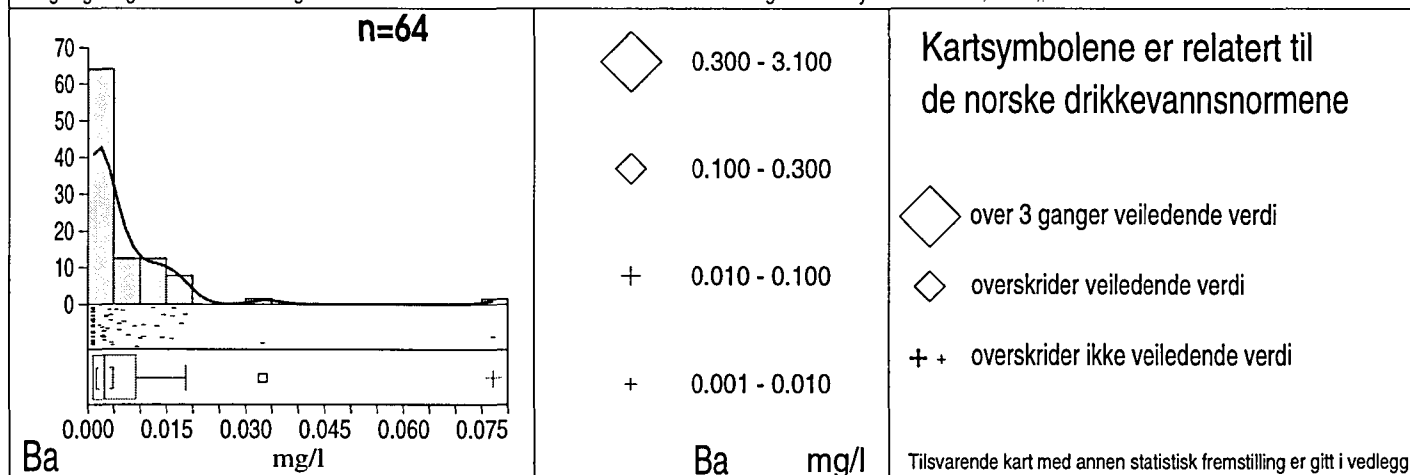 n=64
70
60
50
40
30
20
10
0
0.000 0.015 0.030 0.045 0.060 0.075
Ba mg/l
0.300 - 3.100
0.100 - 0.300
0.010 - 0.100
0.001 - 0.010
Ba mg/l
Kartsymbolene er relatert til
de norske drikkevannsnormene
over 3 ganger veiledende verdi
overskrider veiledende verdi
overskrider ikke veiledende verdi
Tilsvarende kart med annen statistisk fremstilling er gitt i vedlegg